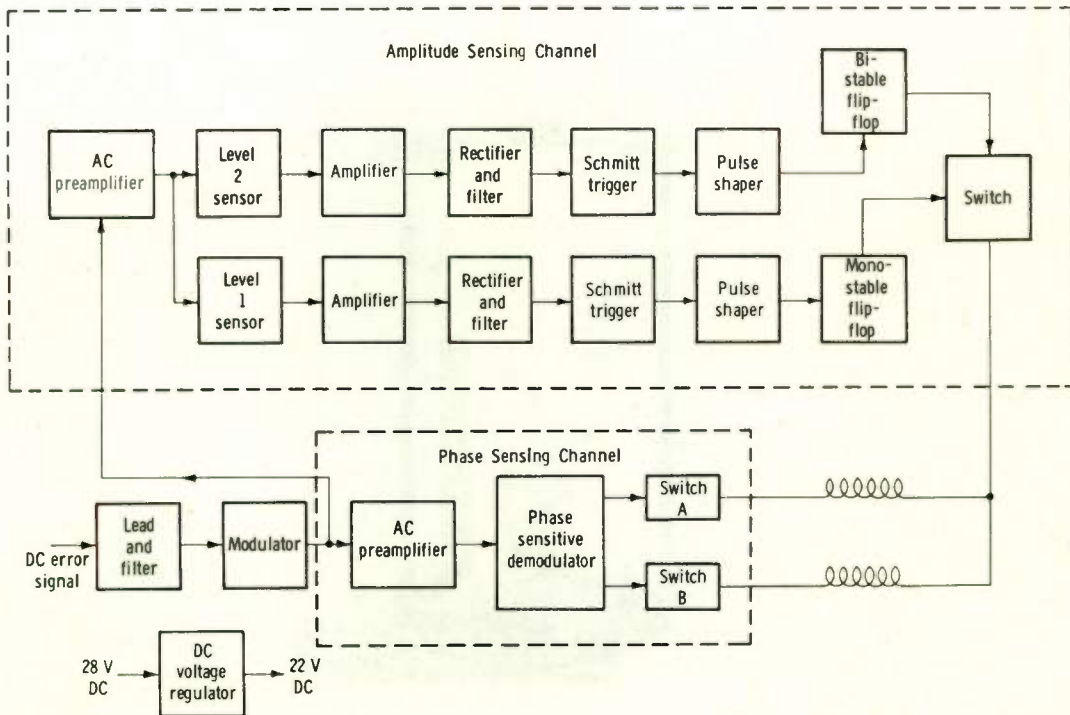 Amplitude Sensing Channel
Bi-
stable
flip-
flop
AC
preamplifier
Level
2
sensor
Amplifier
Rectifier
and
filter
Schmitt
trigger
Pulse
shaper
Switch
Level
1
sensor
Amplifier
Rectifier
and
filter
Schmitt
trigger
Pulse
shaper
Mono-
stable
flip-
flop
Phase Sensing Channel
DC error
signal
Lead
and
filter
Modulator
AC
preamplifier
Phase
sensitive
demodulator
Switch
A
Switch
B
28 V
DC
DC
voltage
regulator
22 V
DC